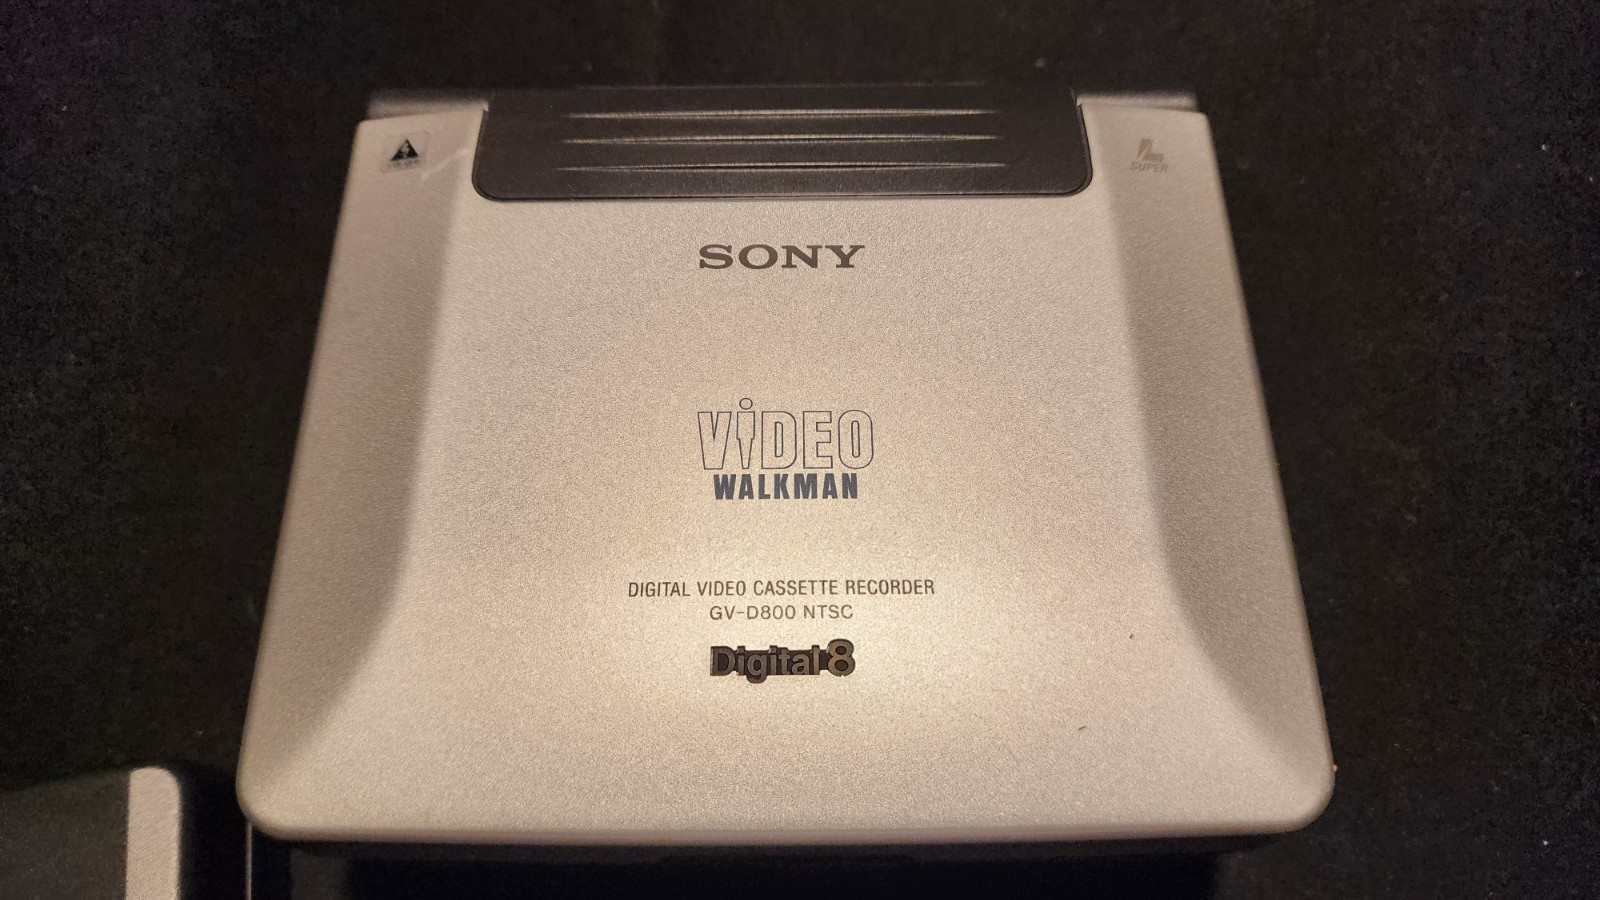 SUPER
SONY
ViDEO
WALKMAN
DIGITAL VIDEO CASSETTE RECORDER
GV-D800 NTSC
Digital8